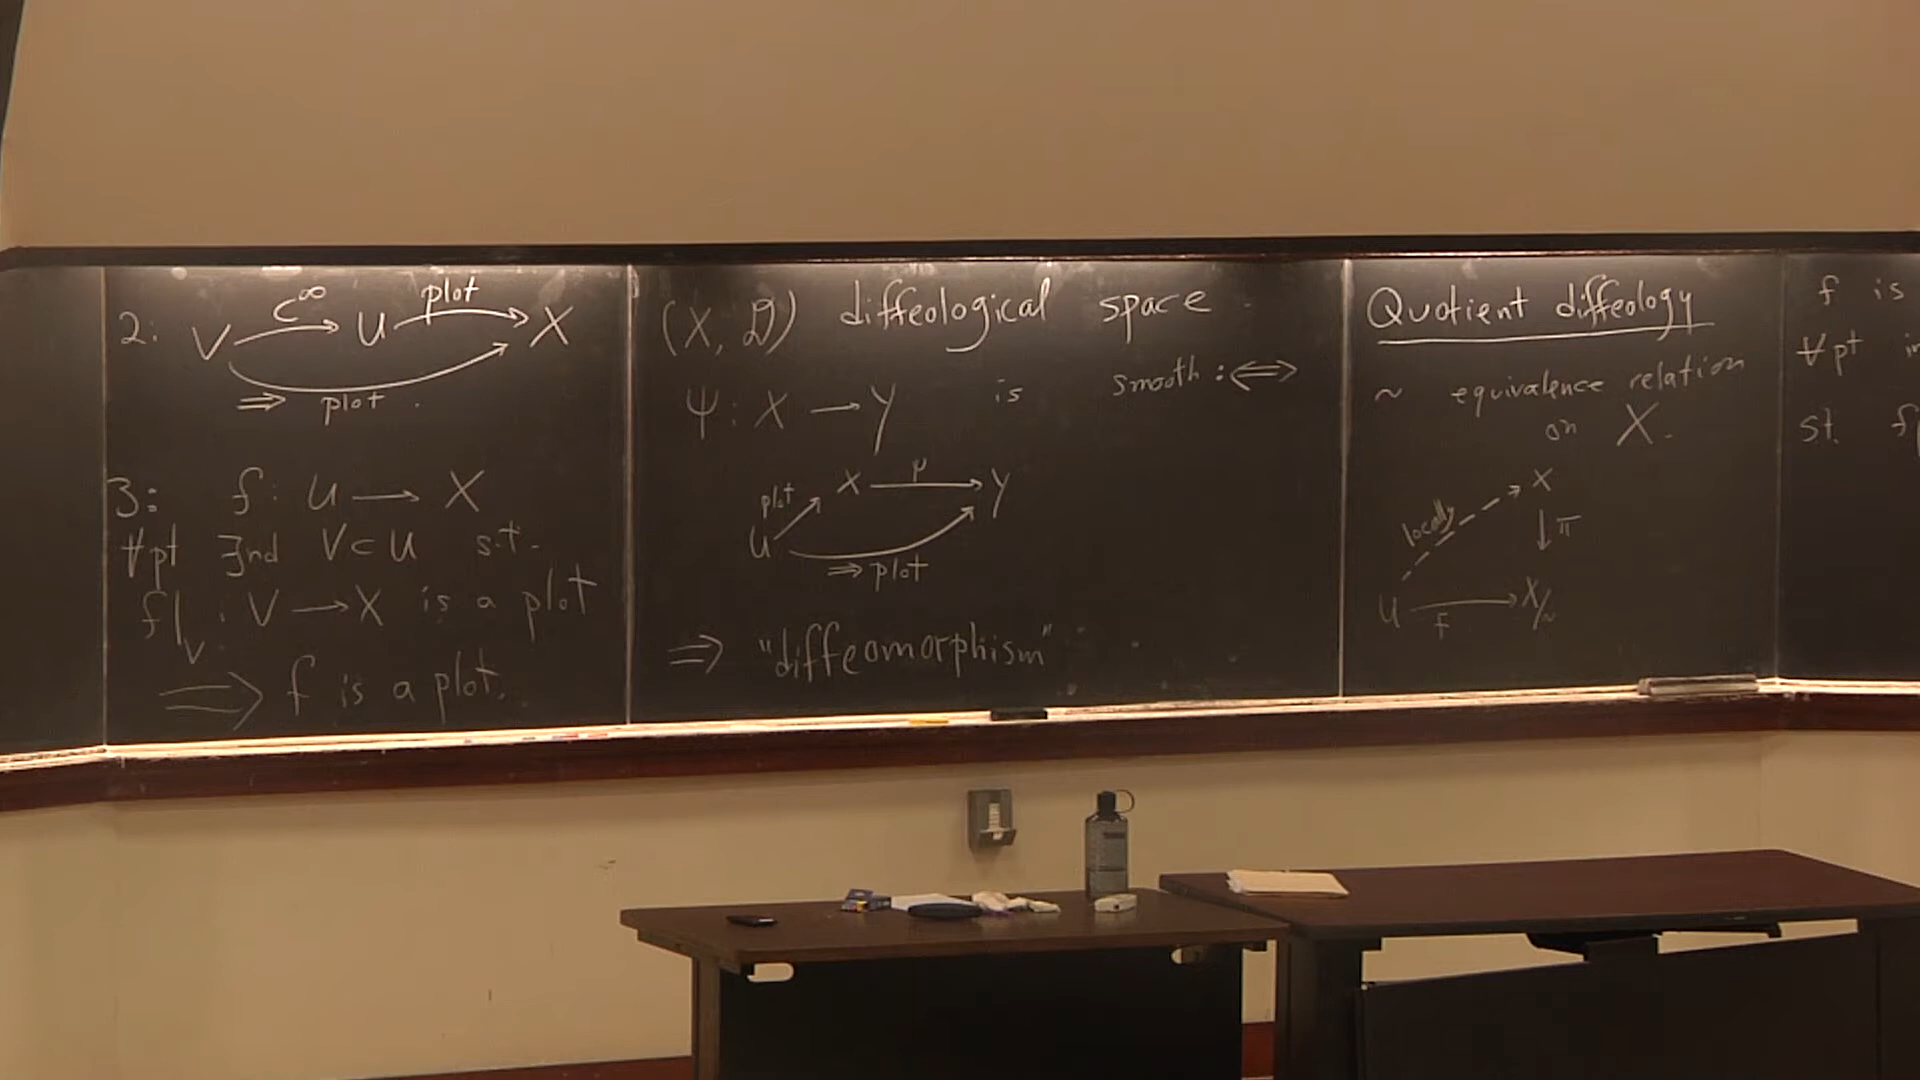 2: V C∞ U plot X
⇒ plot .
3: f: U → X
∀pt ∃nd V⊂U s.t.
f|V : V → X is a plot
⇒ f is a plot.
(X, 𝒟) diffeological space
Ψ: X → Y is smooth :⇔
plot X Ψ Y
U ⇒ plot
⇒ "diffeomorphism"
Quotient diffeology
~ equivalence relation
on X.
locally X
↓ π
U → X/~
f is
∀pt
st.